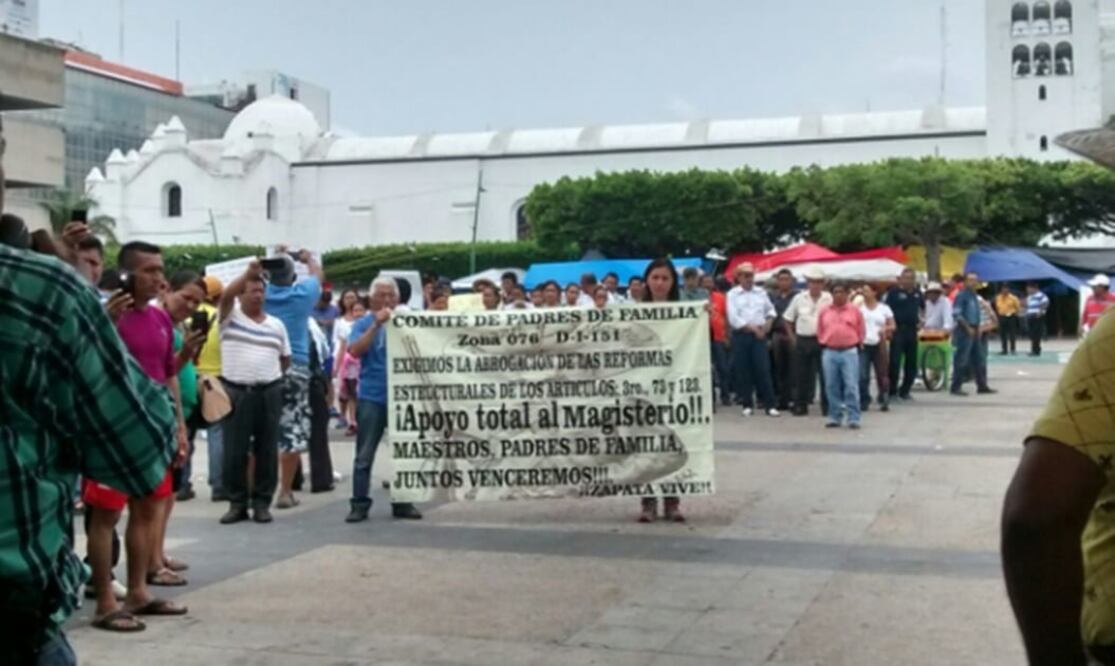 COMITE DE PADRES DE FAMILIA
Zona 076 D-I-151
EXIGIMOS LA ABROGACIÓN DE LAS REFORMAS
ESTRUCTURALES DE LOS ARTICULOS: 3ro., 73 y 123.
¡Apoyo total al Magisterio!!.
MAESTROS, PADRES DE FAMILIA,
JUNTOS VENCEREMOS!!!
¡¡ZAPATA VIVE!!